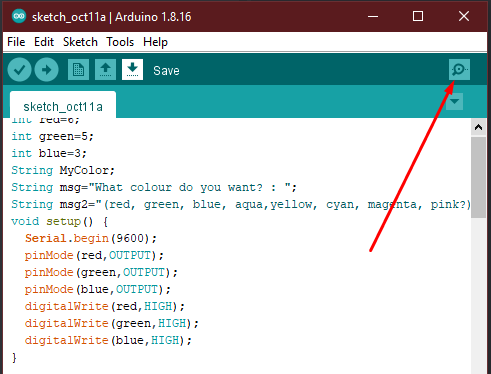 sketch_oct11a | Arduino 1.8.16
File Edit Sketch Tools Help
Save
sketch_oct11a
int red=6;
int green=5;
int blue=3;
String MyColor;
String msg="What colour do you want? : ";
String msg2="(red, green, blue, aqua,yellow, cyan, magenta, pink?)
void setup() {
Serial.begin(9600);
pinMode(red,OUTPUT);
pinMode(green,OUTPUT);
pinMode(blue,OUTPUT);
digitalWrite(red,HIGH);
digitalWrite(green,HIGH);
digitalWrite(blue,HIGH);
}